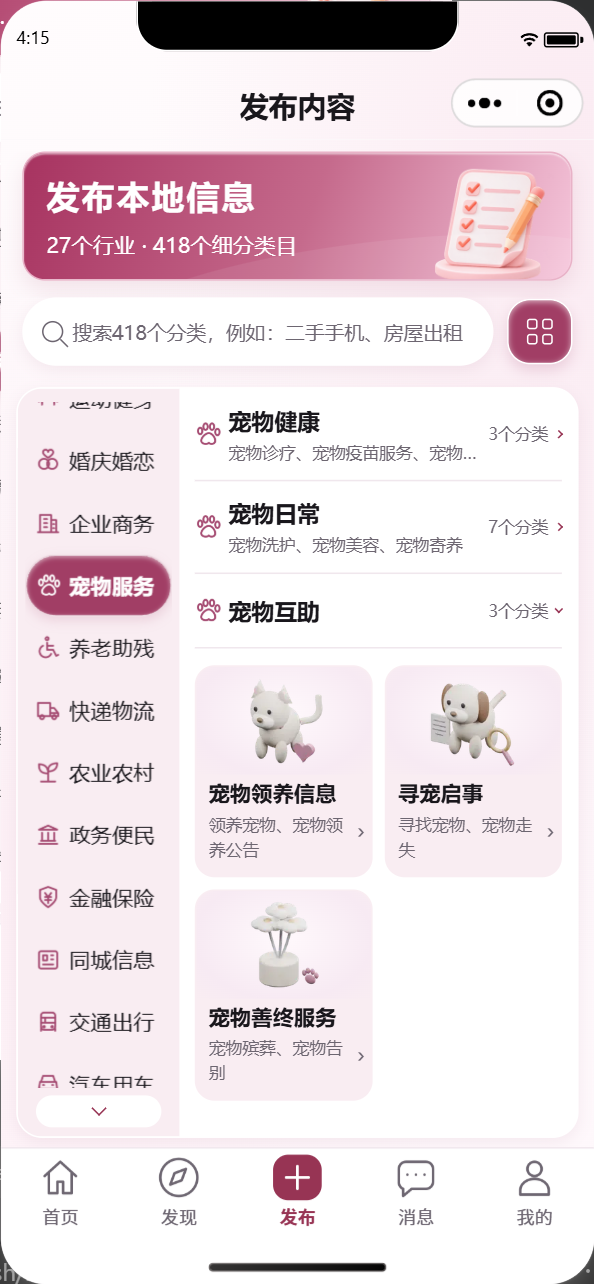 4:15
发布内容
发布本地信息
27个行业 · 418个细分类目
搜索418个分类，例如：二手手机、房屋出租
运动健身
婚庆婚恋
企业商务
宠物服务
养老助残
快递物流
农业农村
政务便民
金融保险
同城信息
交通出行
汽车用车
宠物健康
宠物诊疗、宠物疫苗服务、宠物...
3个分类
宠物日常
宠物洗护、宠物美容、宠物寄养
7个分类
宠物互助
3个分类
宠物领养信息
领养宠物、宠物领
养公告
寻宠启事
寻找宠物、宠物走
失
宠物善终服务
宠物殡葬、宠物告
别
首页
发现
发布
消息
我的